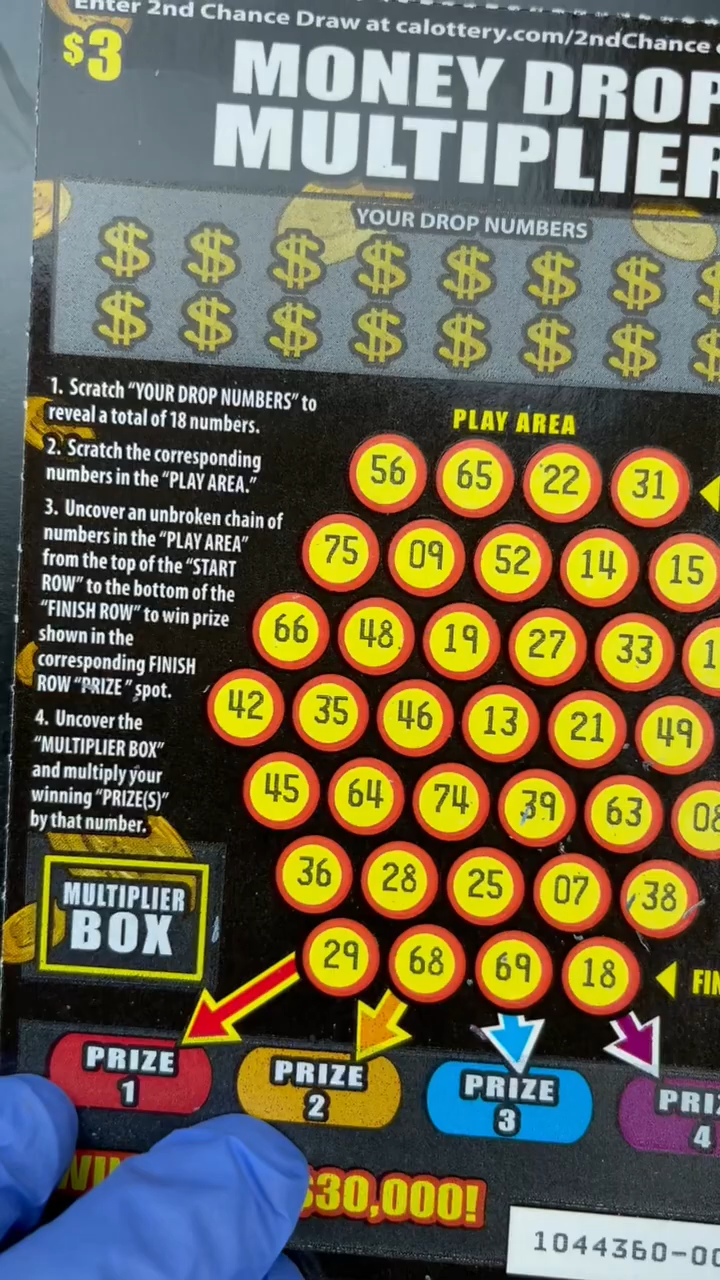 Enter 2nd Chance Draw at calottery.com/2ndChance
$3
MONEY DROP
MULTIPLIER
YOUR DROP NUMBERS
$ $ $ $ $ $ $ $
$ $ $ $ $ $ $ $
1. Scratch “YOUR DROP NUMBERS” to
reveal a total of 18 numbers.
2. Scratch the corresponding
numbers in the “PLAY AREA.”
3. Uncover an unbroken chain of
numbers in the “PLAY AREA”
from the top of the “START
ROW” to the bottom of the
“FINISH ROW” to win prize
shown in the
corresponding FINISH
ROW “PRIZE” spot.
4. Uncover the
“MULTIPLIER BOX”
and multiply your
winning “PRIZE(S)”
by that number.
PLAY AREA
56 65 22 31
75 09 52 14 15
66 48 19 27 33
42 35 46 13 21 49
45 64 74 39 63 08
36 28 25 07 38
29 68 69 18
MULTIPLIER
BOX
PRIZE
1
PRIZE
2
PRIZE
3
4
$30,000!
1044360